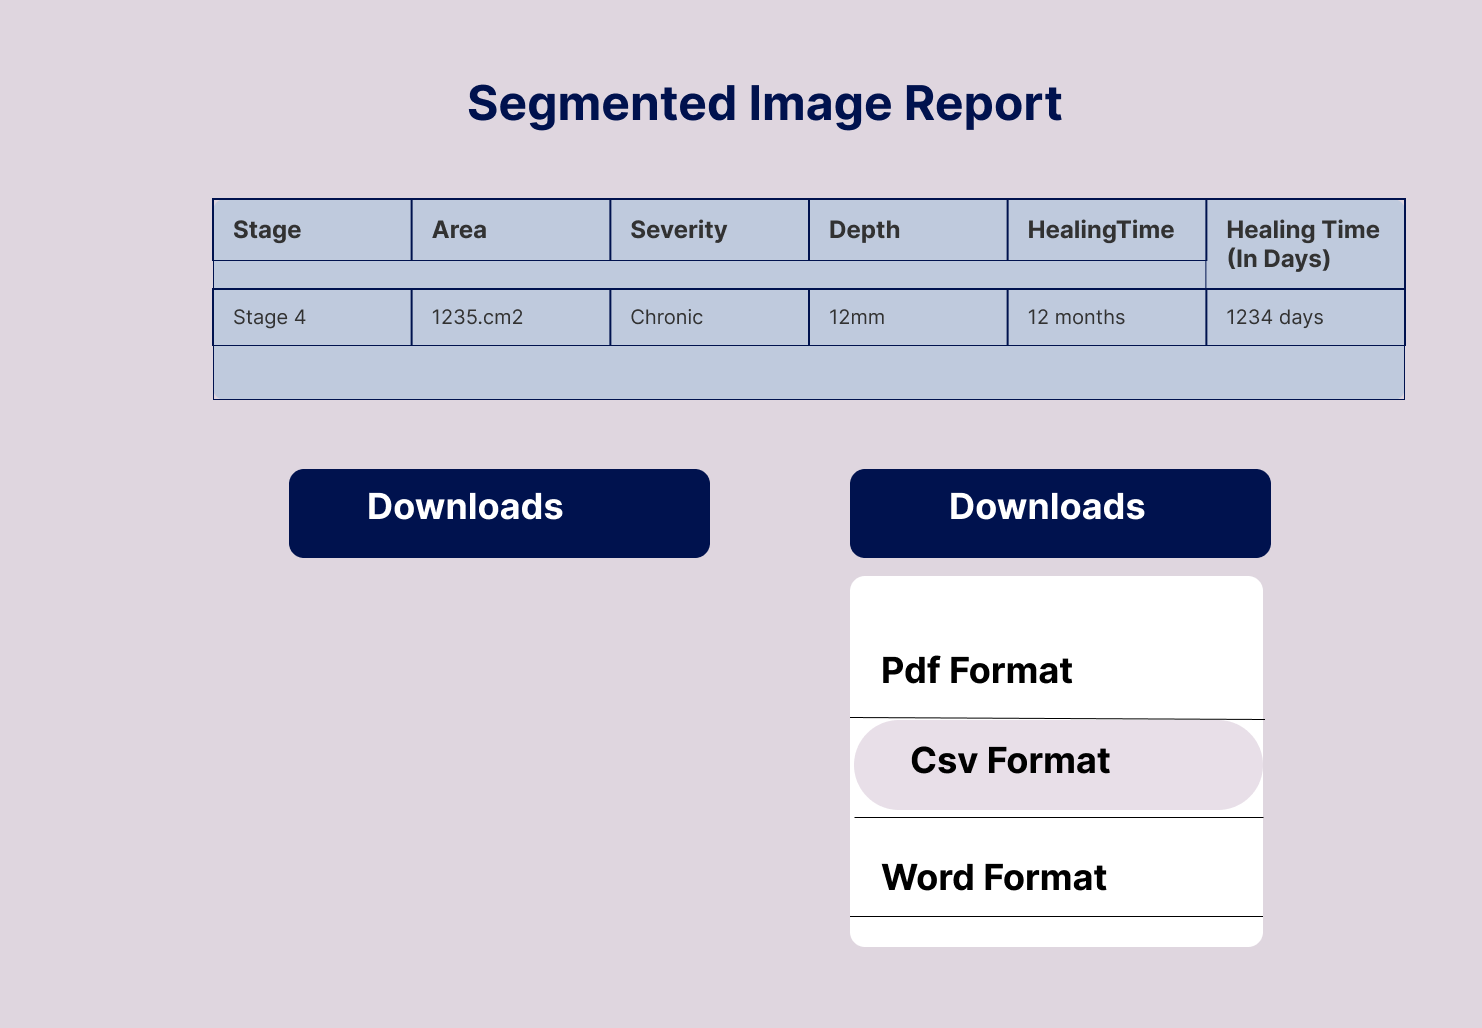 Segmented Image Report
Stage Area Severity Depth HealingTime Healing Time
(In Days)
Stage 4 1235.cm2 Chronic 12mm 12 months 1234 days
Downloads Downloads
Pdf Format
Csv Format
Word Format